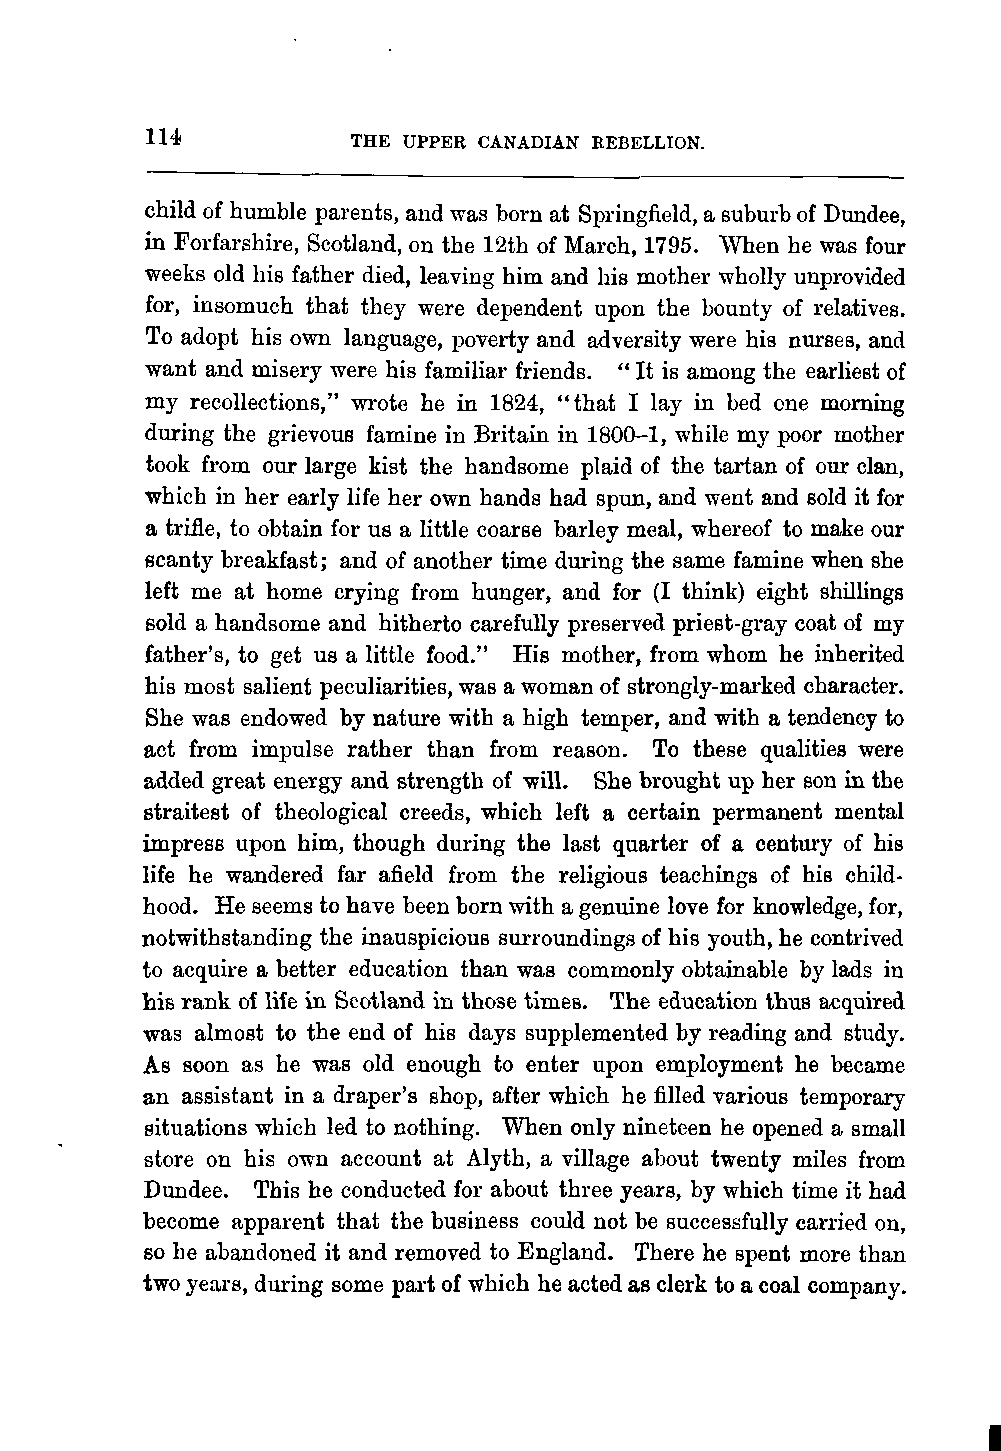 114 THE UPPER CANADIAN REBELLION.
child of humble parents, and was born at Springfield, a suburb of Dundee,
in Forfarshire, Scotland, on the 12th of March, 1795. When he was four
weeks old his father died, leaving him and his mother wholly unprovided
for, insomuch that they were dependent upon the bounty of relatives.
To adopt his own language, poverty and adversity were his nurses, and
want and misery were his familiar friends. "It is among the earliest of
my recollections," wrote he in 1824, "that I lay in bed one morning
during the grievous famine in Britain in 1800–1, while my poor mother
took from our large kist the handsome plaid of the tartan of our clan,
which in her early life her own hands had spun, and went and sold it for
a trifle, to obtain for us a little coarse barley meal, whereof to make our
scanty breakfast; and of another time during the same famine when she
left me at home crying from hunger, and for (I think) eight shillings
sold a handsome and hitherto carefully preserved priest-gray coat of my
father's, to get us a little food." His mother, from whom he inherited
his most salient peculiarities, was a woman of strongly-marked character.
She was endowed by nature with a high temper, and with a tendency to
act from impulse rather than from reason. To these qualities were
added great energy and strength of will. She brought up her son in the
straitest of theological creeds, which left a certain permanent mental
impress upon him, though during the last quarter of a century of his
life he wandered far afield from the religious teachings of his child-
hood. He seems to have been born with a genuine love for knowledge, for,
notwithstanding the inauspicious surroundings of his youth, he contrived
to acquire a better education than was commonly obtainable by lads in
his rank of life in Scotland in those times. The education thus acquired
was almost to the end of his days supplemented by reading and study.
As soon as he was old enough to enter upon employment he became
an assistant in a draper's shop, after which he filled various temporary
situations which led to nothing. When only nineteen he opened a small
store on his own account at Alyth, a village about twenty miles from
Dundee. This he conducted for about three years, by which time it had
become apparent that the business could not be successfully carried on,
so he abandoned it and removed to England. There he spent more than
two years, during some part of which he acted as clerk to a coal company.